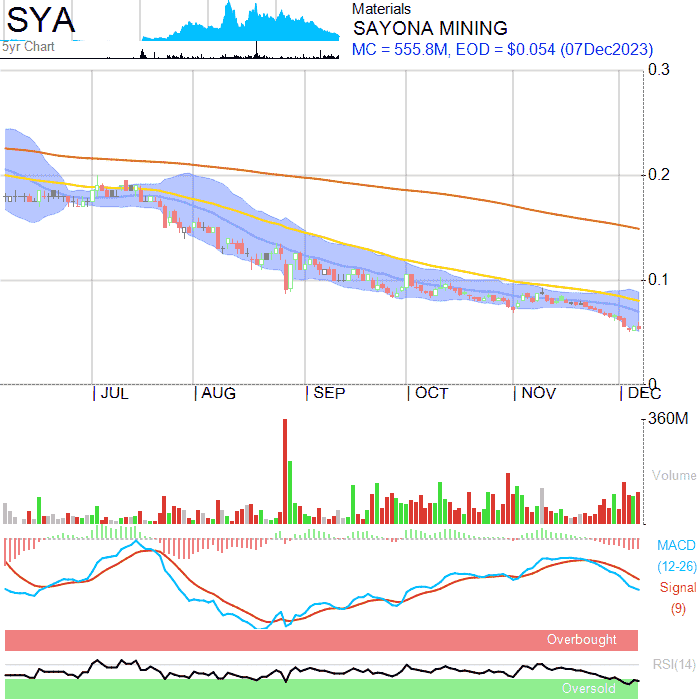 SYA
5yr Chart
Materials
SAYONA MINING
MC = 555.8M, EOD = $0.054 (07Dec2023)
0.3
0.2
0.1
0
JUL AUG SEP OCT NOV DEC
360M
Volume
MACD
(12-26)
Signal
(9)
Overbought
RSI(14)
Oversold